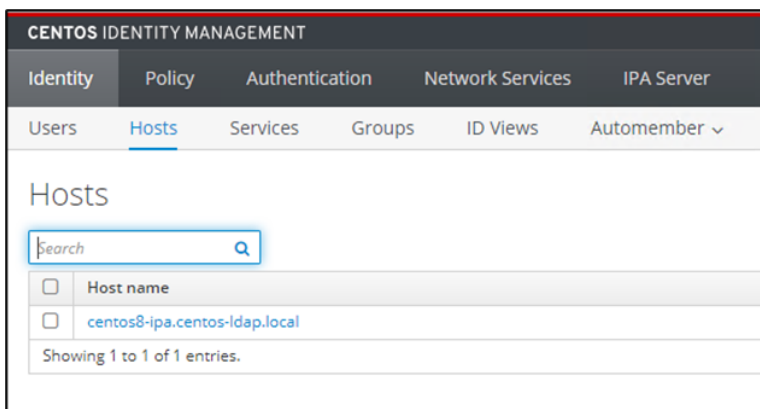 CENTOS IDENTITY MANAGEMENT
Identity Policy Authentication Network Services IPA Server
Users Hosts Services Groups ID Views Automember
Hosts
Search
Host name
centos8-ipa.centos-ldap.local
Showing 1 to 1 of 1 entries.